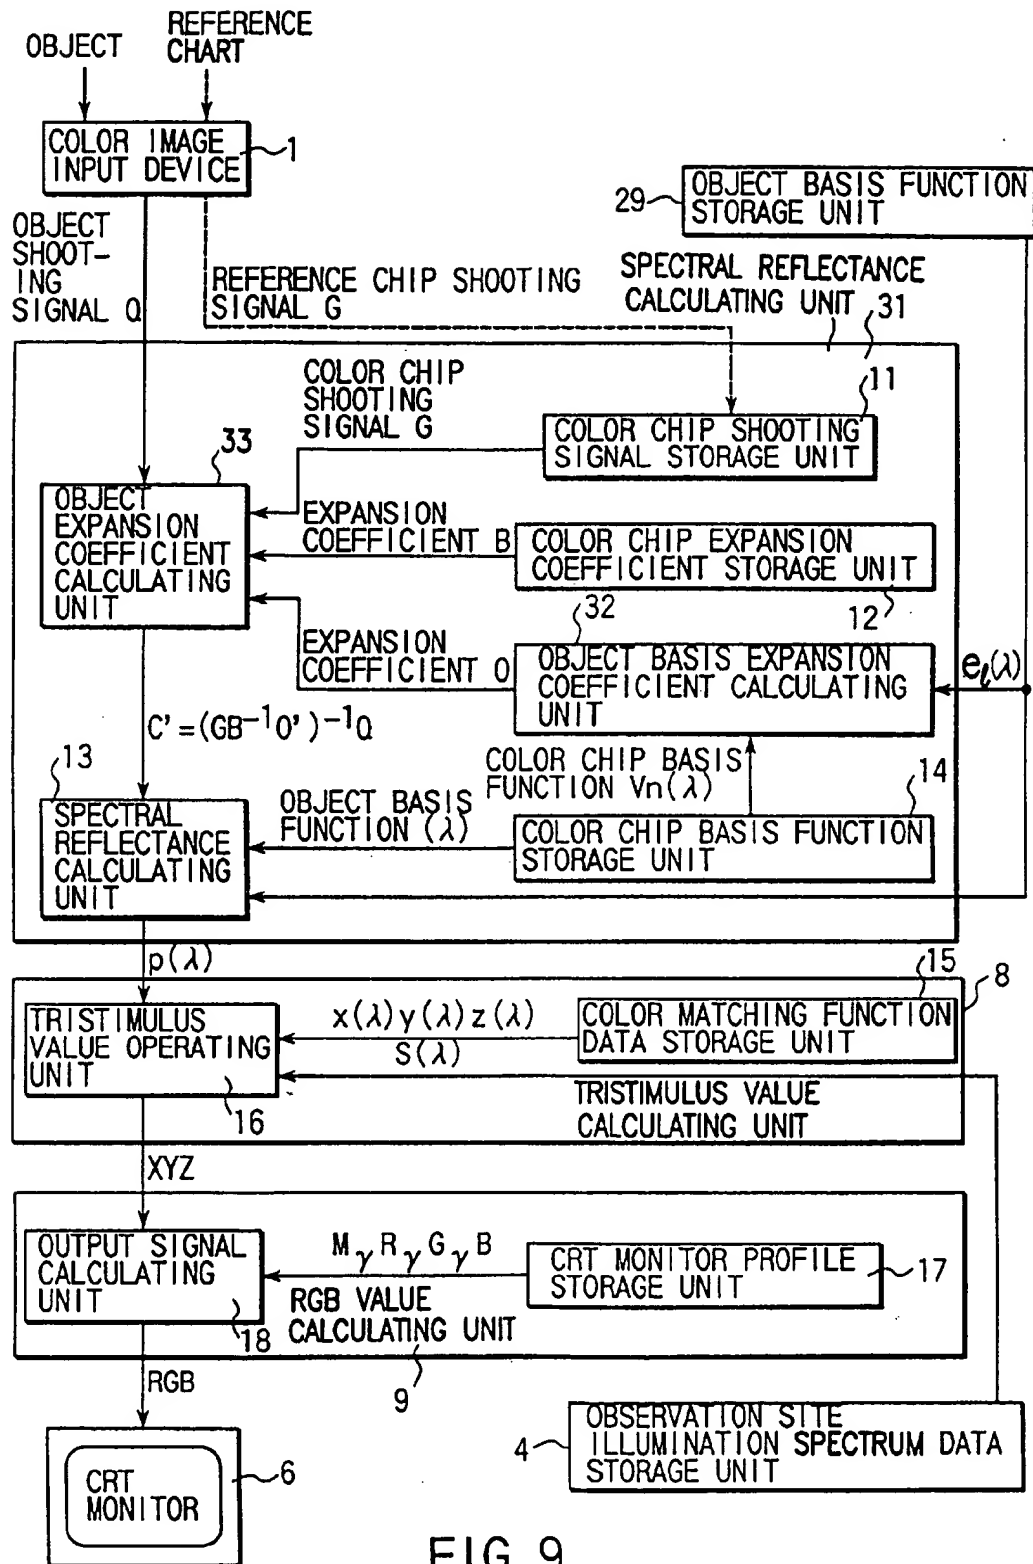 OBJECT
REFERENCE
CHART
COLOR IMAGE
INPUT DEVICE
1
OBJECT
SHOOT-
ING
SIGNAL Q
REFERENCE CHIP SHOOTING
SIGNAL G
29
OBJECT BASIS FUNCTION
STORAGE UNIT
SPECTRAL REFLECTANCE
CALCULATING UNIT
31
COLOR CHIP
SHOOTING
SIGNAL G
11
COLOR CHIP SHOOTING
SIGNAL STORAGE UNIT
33
OBJECT
EXPANSION
COEFFICIENT
CALCULATING
UNIT
EXPANSION
COEFFICIENT B
COLOR CHIP EXPANSION
COEFFICIENT STORAGE UNIT
12
32
EXPANSION
COEFFICIENT O
OBJECT BASIS EXPANSION
COEFFICIENT CALCULATING
UNIT
eₗ(λ)
C'=(GB⁻¹O')⁻¹Q
COLOR CHIP BASIS
FUNCTION Vn(λ)
13
SPECTRAL
REFLECTANCE
CALCULATING
UNIT
OBJECT BASIS
FUNCTION (λ)
14
COLOR CHIP BASIS FUNCTION
STORAGE UNIT
p(λ)
15
8
TRISTIMULUS
VALUE OPERATING
UNIT
16
x(λ)y(λ)z(λ)
S(λ)
COLOR MATCHING FUNCTION
DATA STORAGE UNIT
TRISTIMULUS VALUE
CALCULATING UNIT
XYZ
OUTPUT SIGNAL
CALCULATING
UNIT
18
MγRγGγB
CRT MONITOR PROFILE
STORAGE UNIT
17
RGB VALUE
CALCULATING UNIT
9
RGB
CRT
MONITOR
6
4
OBSERVATION SITE
ILLUMINATION SPECTRUM DATA
STORAGE UNIT
FIG. 9